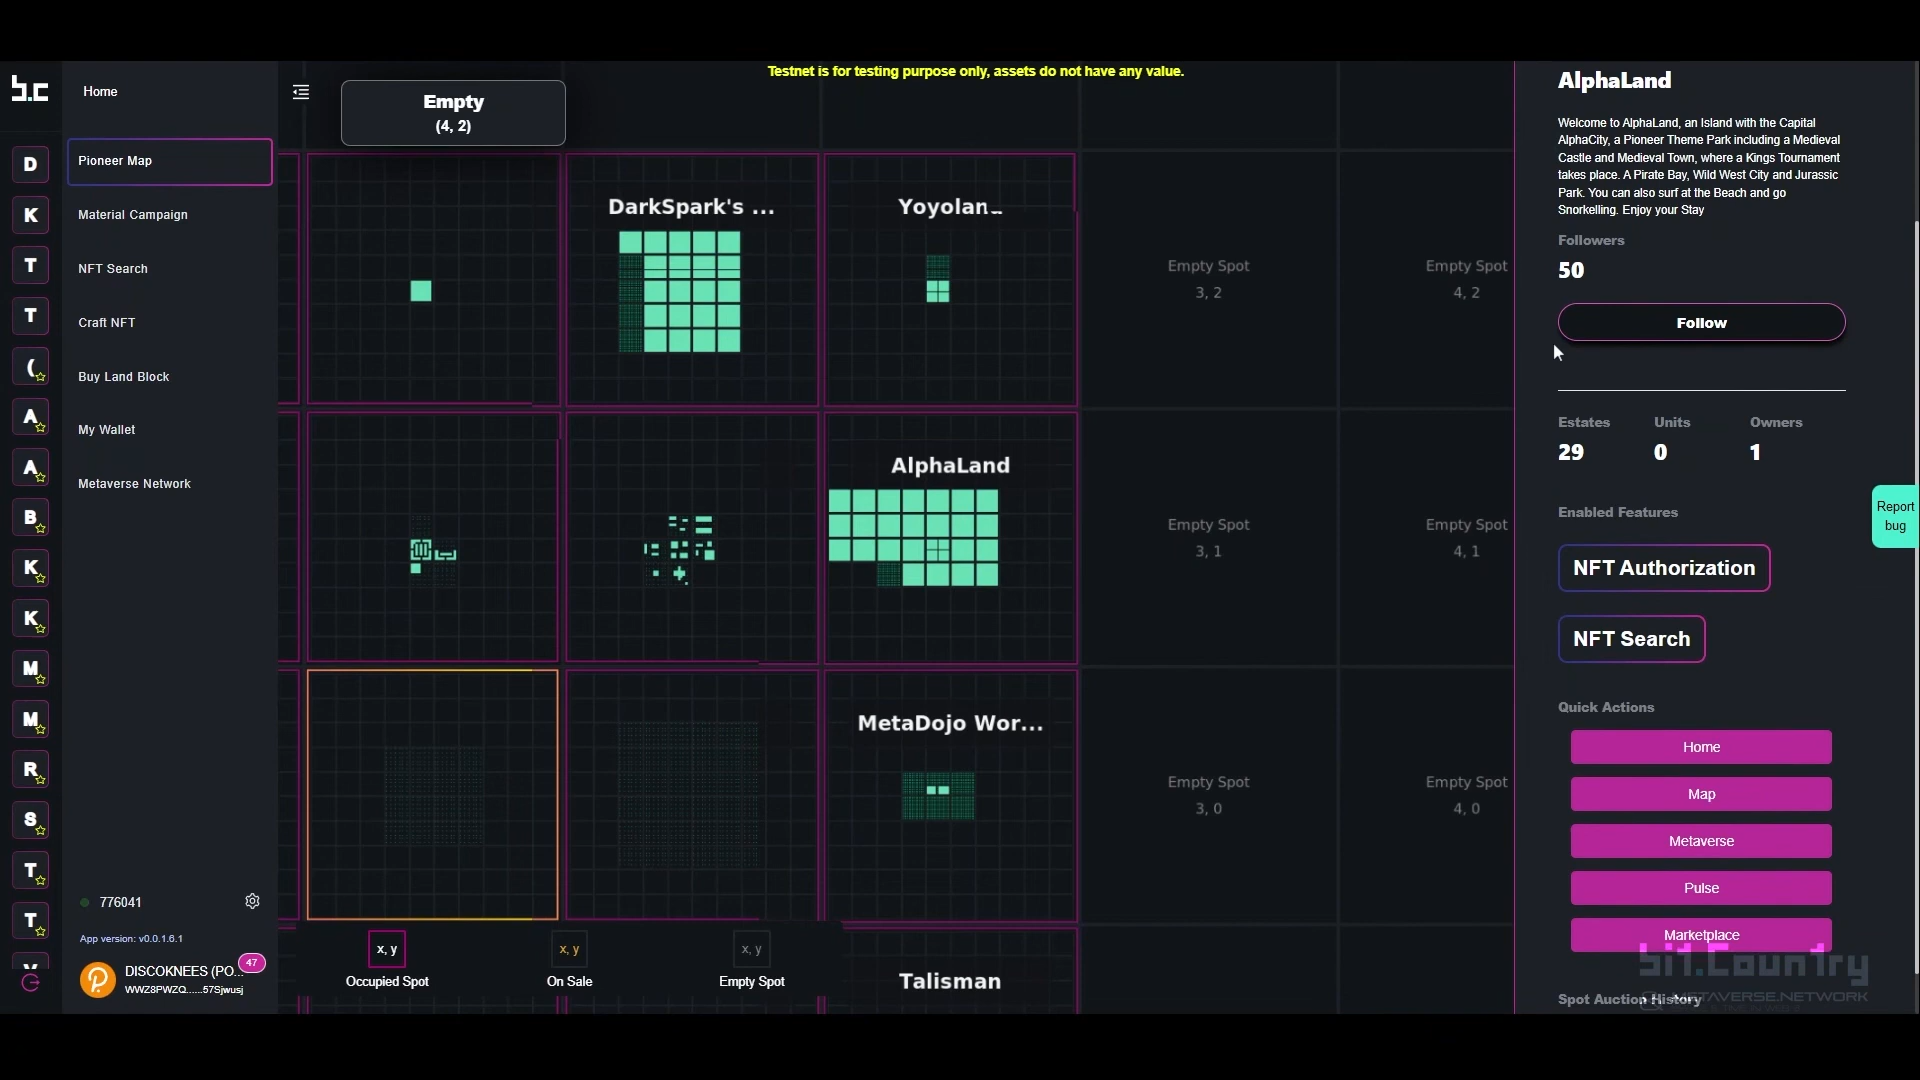 Testnet is for testing purpose only, assets do not have any value.
b.c
Home
Empty
(4, 2)
D
K
T
T
(
A
A
B
K
K
M
M
R
S
T
T
Pioneer Map
Material Campaign
NFT Search
Craft NFT
Buy Land Block
My Wallet
Metaverse Network
776041
App version: v0.0.1.6.1
47
DISCOKNEES (PO...
WWZ8PWZQ......57Sjwusj
DarkSpark's ...
Empty Spot
3, 2
Empty Spot
4, 2
AlphaLand
Empty Spot
3, 1
Empty Spot
4, 1
MetaDojo Wor...
Empty Spot
3, 0
Empty Spot
4, 0
Talisman
x, y
Occupied Spot
x, y
On Sale
x, y
Empty Spot
AlphaLand
Welcome to AlphaLand, an Island with the Capital
AlphaCity, a Pioneer Theme Park including a Medieval
Castle and Medieval Town, where a Kings Tournament
takes place. A Pirate Bay, Wild West City and Jurassic
Park. You can also surf at the Beach and go
Snorkelling. Enjoy your Stay
Followers
50
Follow
Estates
29
Units
0
Owners
1
Report
bug
Enabled Features
NFT Authorization
NFT Search
Quick Actions
Home
Map
Metaverse
Pulse
Marketplace
Bit.Country
METAVERSE.NETWORK
Spot Auction History